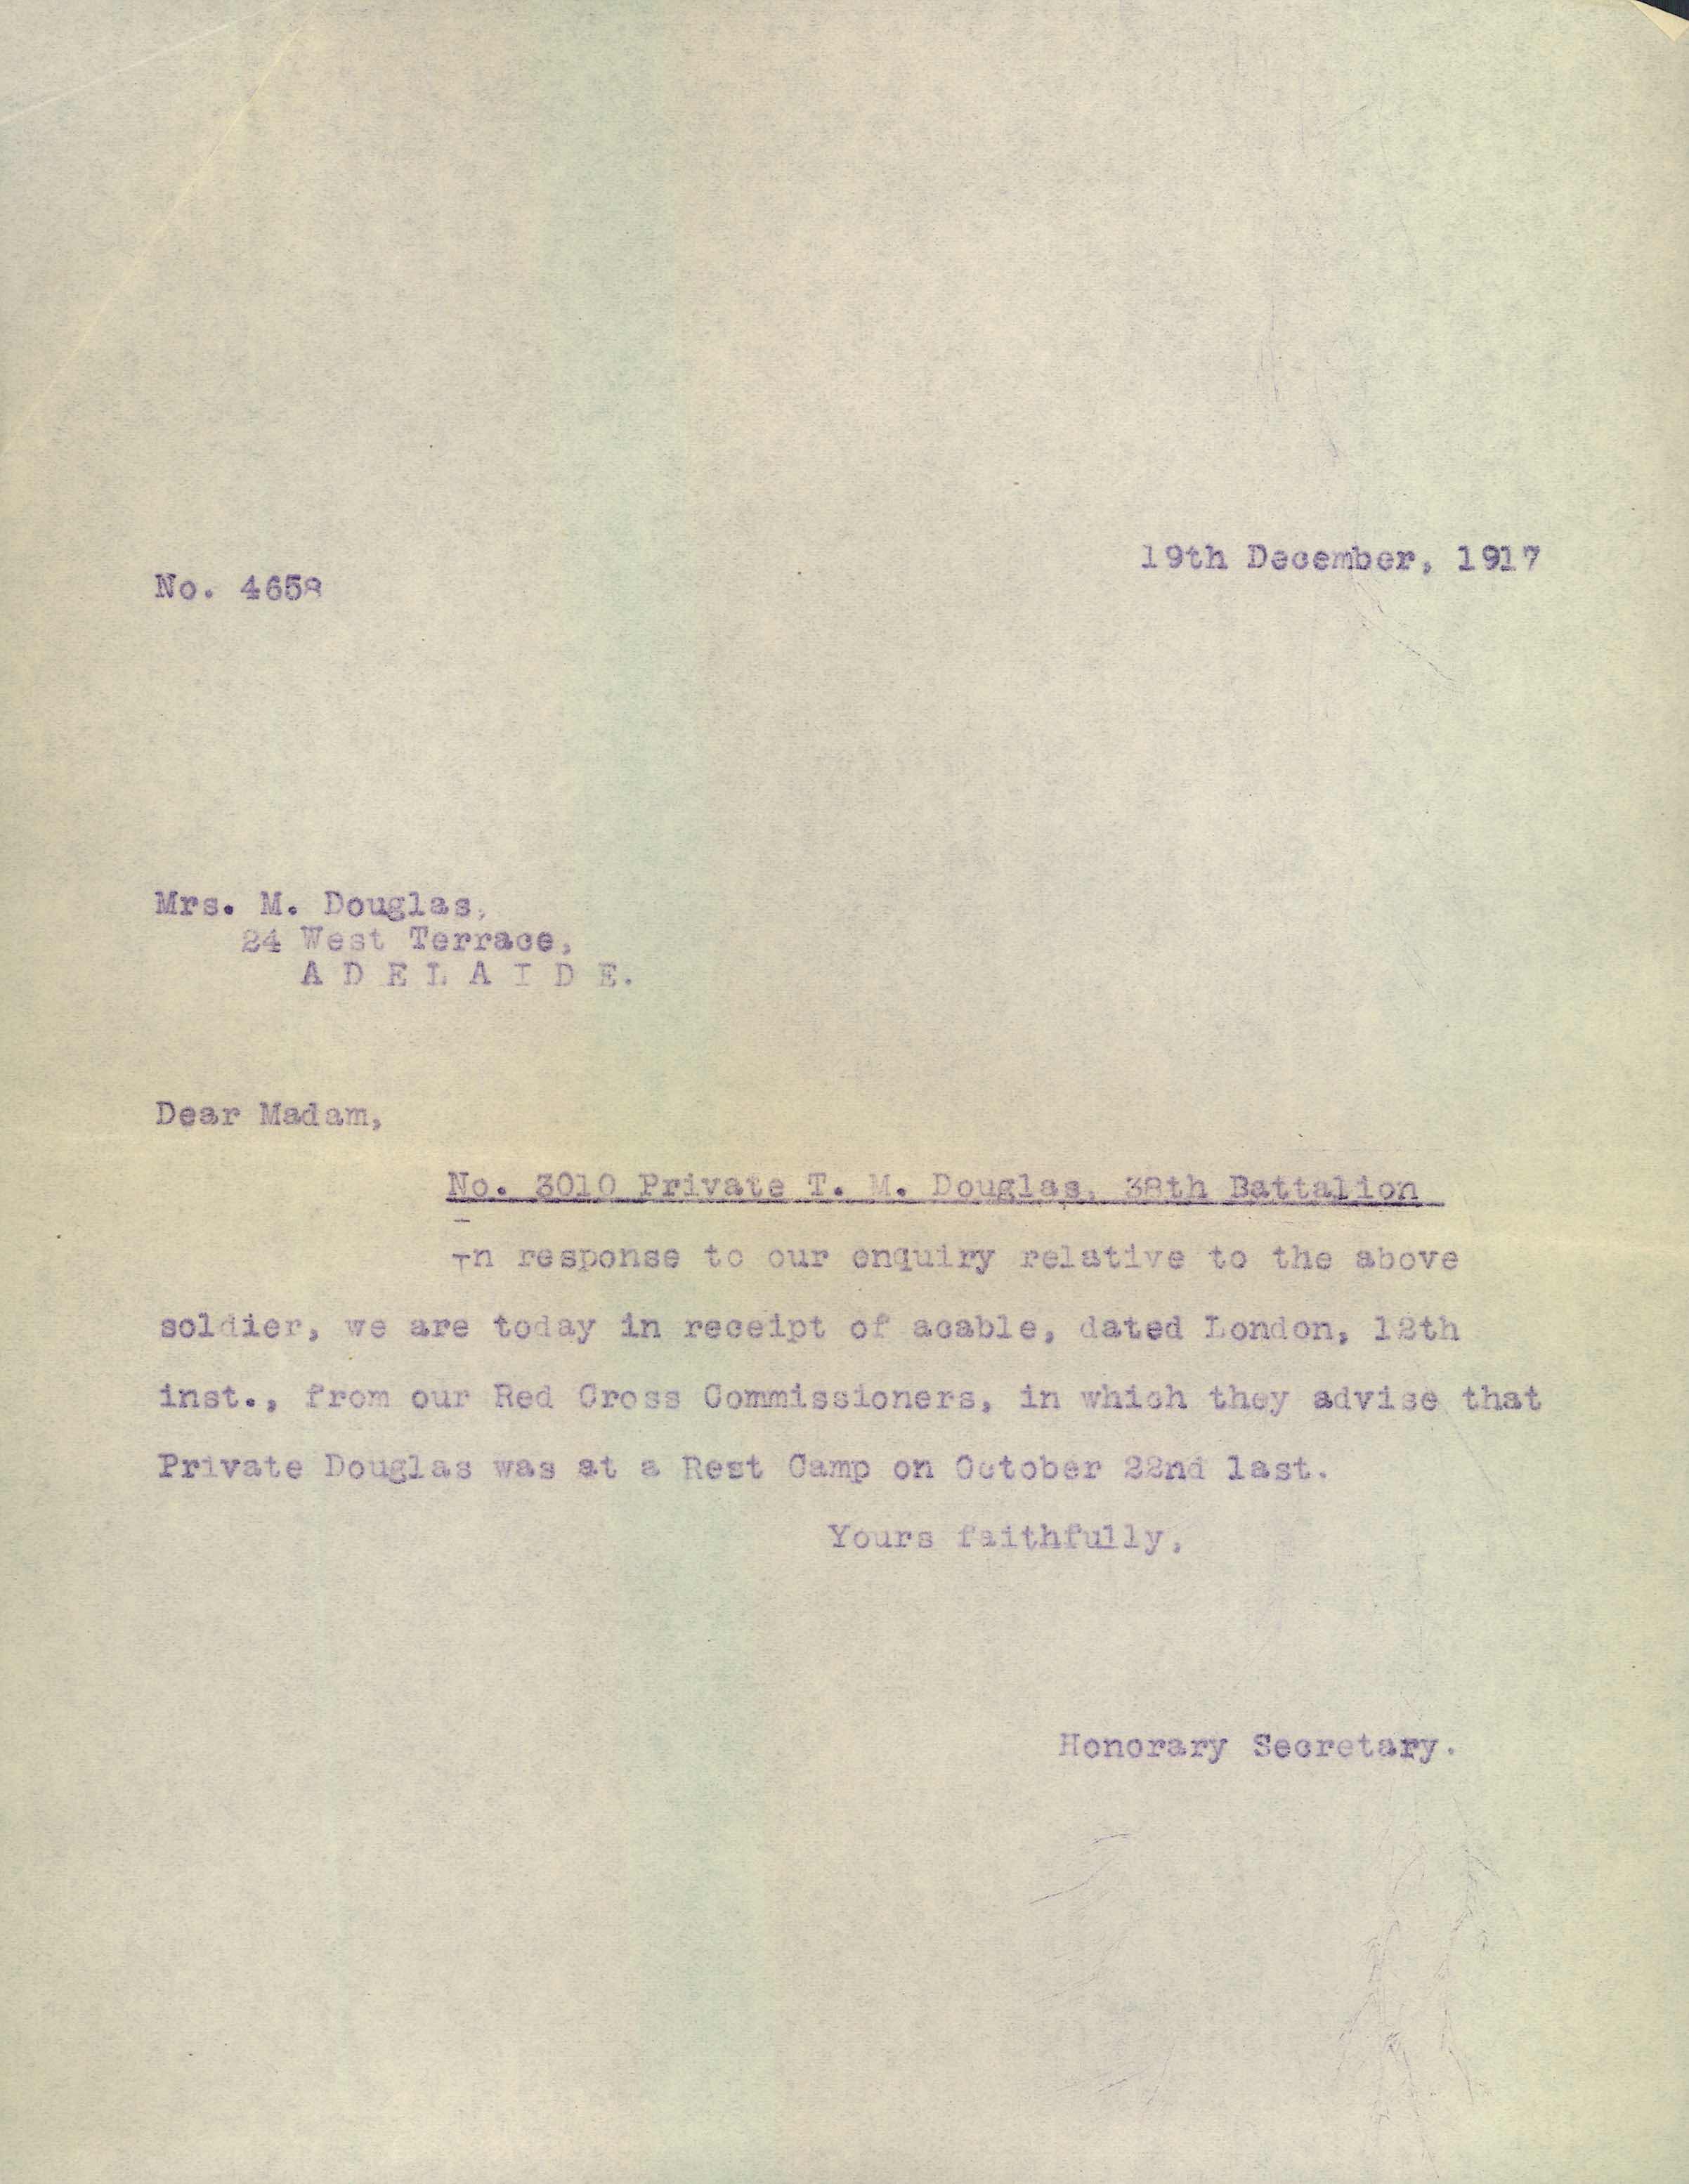 19th December, 1917
No. 4658
Mrs. M. Douglas,
24 West Terrace,
A D E L A I D E.
Dear Madam,
No. 3010 Private T. M. Douglas, 38th Battalion
In response to our enquiry relative to the above
soldier, we are today in receipt of acable, dated London, 12th
inst., from our Red Cross Commissioners, in which they advise that
Private Douglas was at a Rest Camp on October 22nd last.
Yours faithfully,
Honorary Secretary.